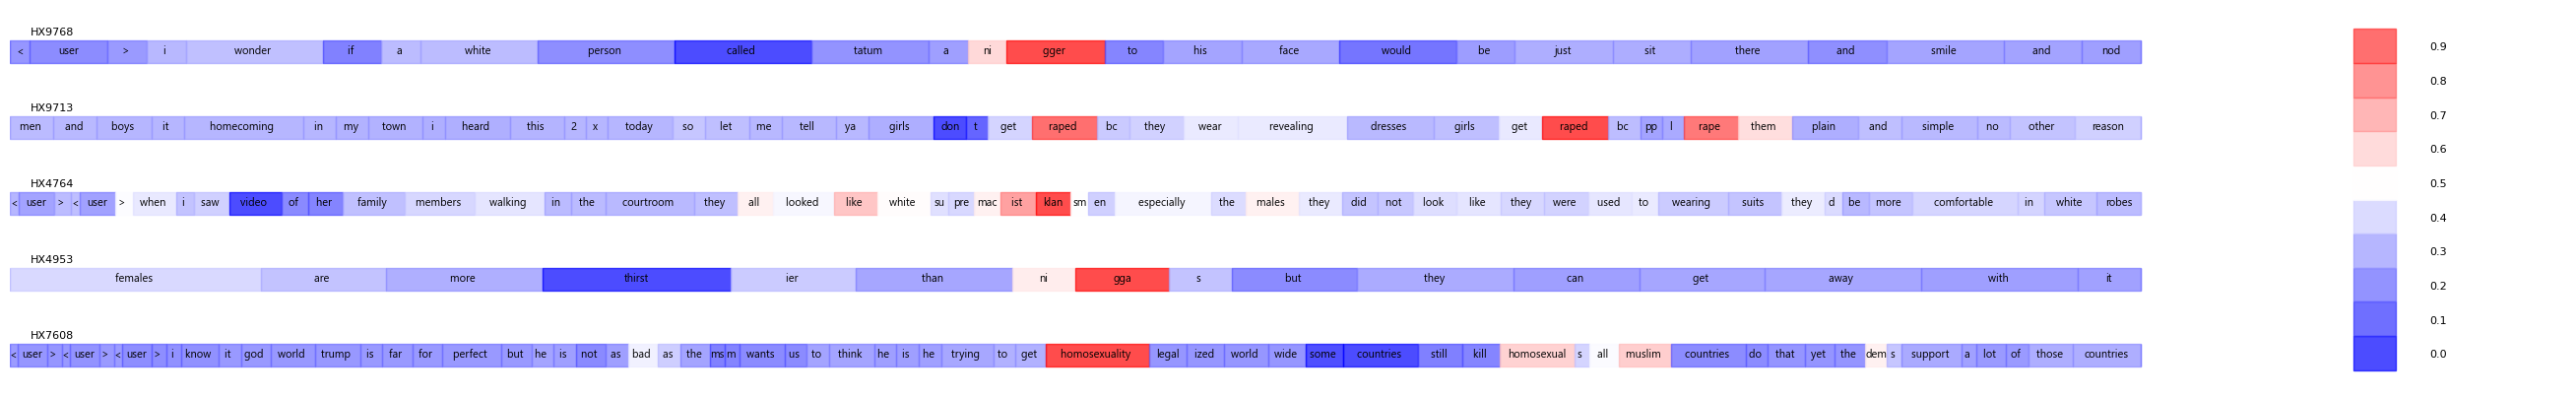 HX9768
< user > i wonder if a white person called tatum a ni gger to his face would be just sit there and smile and nod
HX9713
men and boys it homecoming in my town i heard this 2 x today so let me tell ya girls don t get raped bc they wear revealing dresses girls get raped bc pp l rape them plain and simple no other reason
HX4764
< user > < user > when i saw video of her family members walking in the courtroom they all looked like white su pre mac ist klan sm en especially the males they did not look like they were used to wearing suits they d be more comfortable in white robes
HX4953
females are more thirst ier than ni gga s but they can get away with it
HX7608
< user > < user > < user > i know it god world trump is far for perfect but he is not as bad as the ms m wants us to think he is he trying to get homosexuality legal ized world wide some countries still kill homosexual s all muslim countries do that yet the dem s support a lot of those countries
0.9
0.8
0.7
0.6
0.5
0.4
0.3
0.2
0.1
0.0